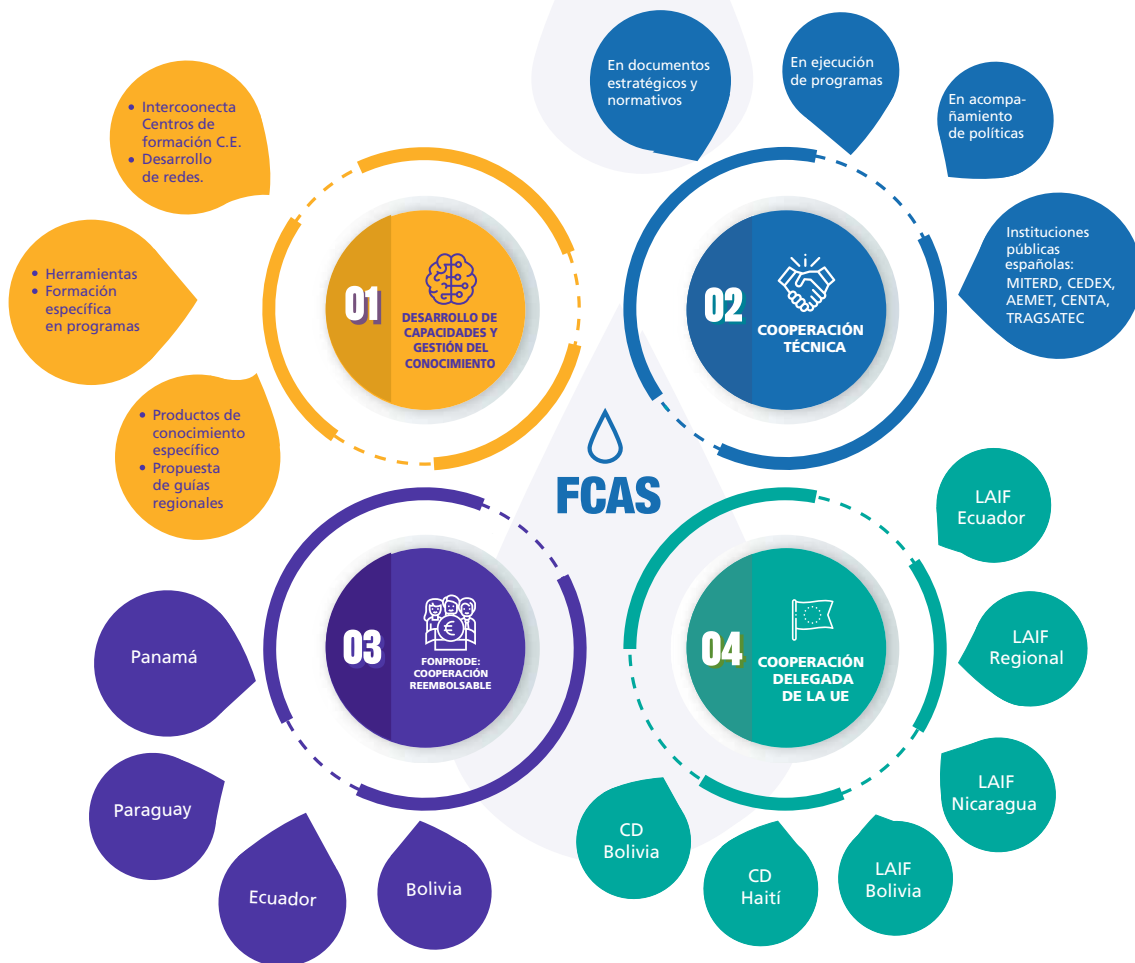 • Intercoonecta
Centros de
formación C.E.
• Desarrollo
de redes.
• Herramientas
• Formación
específica
en programas
• Productos de
conocimiento
específico
• Propuesta
de guías
regionales
01
DESARROLLO DE
CAPACIDADES Y
GESTIÓN DEL
CONOCIMIENTO
En documentos
estratégicos y
normativos
En ejecución
de programas
En acompa-
ñamiento
de políticas
Instituciones
públicas
españolas:
MITERD, CEDEX,
AEMET, CENTA,
TRAGSATEC
02
COOPERACIÓN
TÉCNICA
FCAS
03
€
FONPRODE:
COOPERACIÓN
REEMBOLSABLE
Panamá
Paraguay
Ecuador
Bolivia
04
COOPERACIÓN
DELEGADA
DE LA UE
LAIF
Ecuador
LAIF
Regional
LAIF
Nicaragua
LAIF
Bolivia
CD
Haití
CD
Bolivia